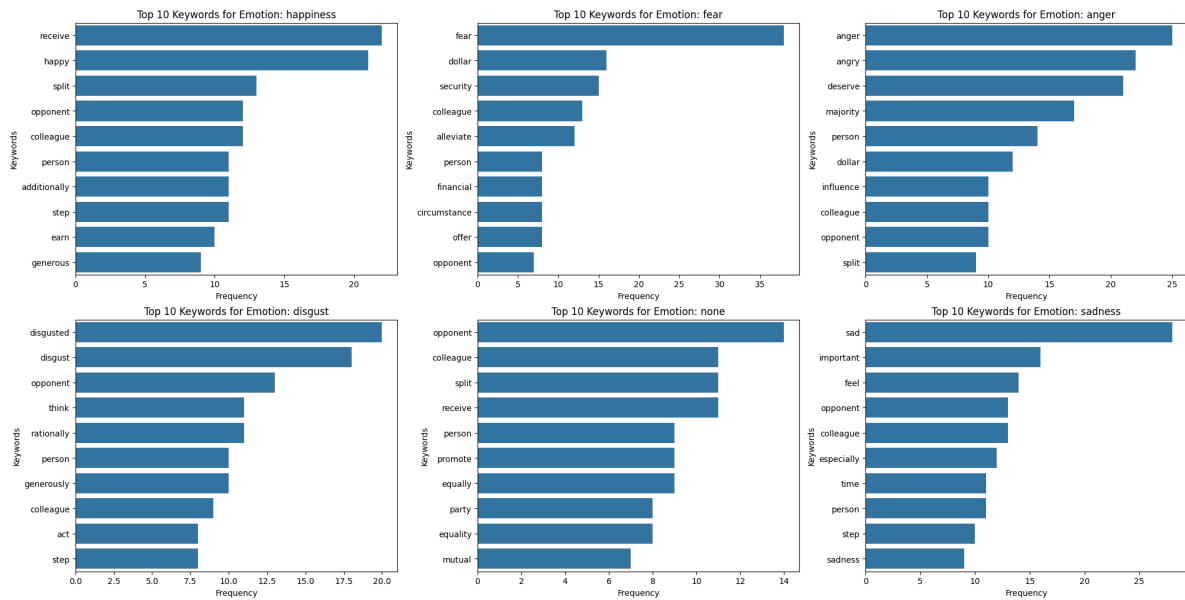 Top 10 Keywords for Emotion: happiness
Keywords
receive
happy
split
opponent
colleague
person
additionally
step
earn
generous
0 5 10 15 20
Frequency
Top 10 Keywords for Emotion: fear
Keywords
fear
dollar
security
colleague
alleviate
person
financial
circumstance
offer
opponent
0 5 10 15 20 25 30 35
Frequency
Top 10 Keywords for Emotion: anger
Keywords
anger
angry
deserve
majority
person
dollar
influence
colleague
opponent
split
0 5 10 15 20 25
Frequency
Top 10 Keywords for Emotion: disgust
Keywords
disgusted
disgust
opponent
think
rationally
person
generously
colleague
act
step
0.0 2.5 5.0 7.5 10.0 12.5 15.0 17.5 20.0
Frequency
Top 10 Keywords for Emotion: none
Keywords
opponent
colleague
split
receive
person
promote
equally
party
equality
mutual
0 2 4 6 8 10 12 14
Frequency
Top 10 Keywords for Emotion: sadness
Keywords
sad
important
feel
opponent
colleague
especially
time
person
step
sadness
0 5 10 15 20 25
Frequency